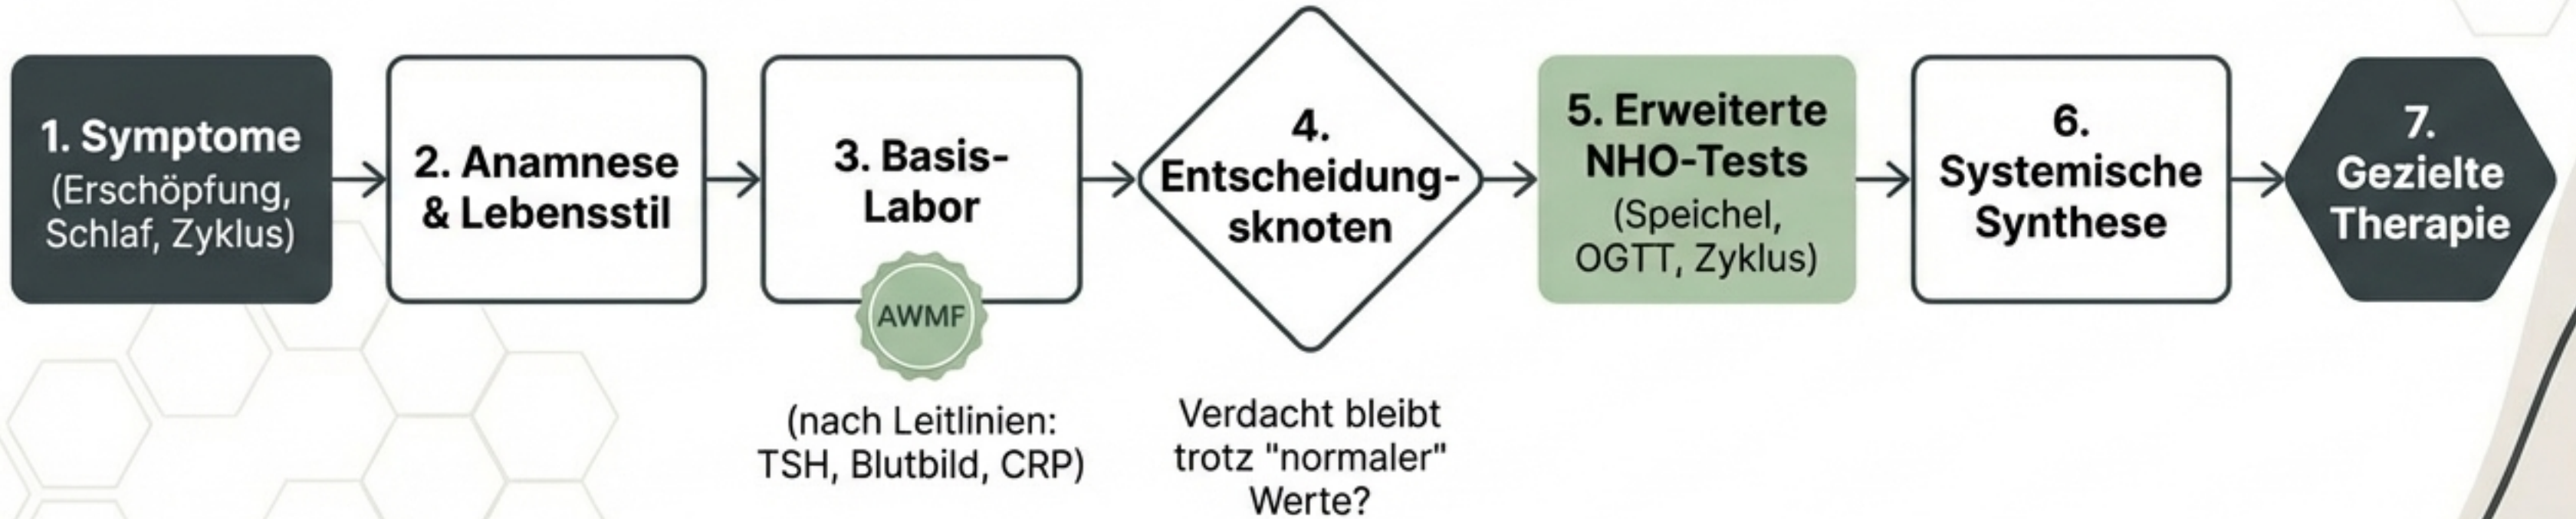 1. Symptome
(Erschöpfung,
Schlaf, Zyklus)
2. Anamnese
& Lebensstil
3. Basis-
Labor
AWMF
(nach Leitlinien:
TSH, Blutbild, CRP)
4.
Entscheidung-
sknoten
Verdacht bleibt
trotz "normaler"
Werte?
5. Erweiterte
NHO-Tests
(Speichel,
OGTT, Zyklus)
6.
Systemische
Synthese
7.
Gezielte
Therapie